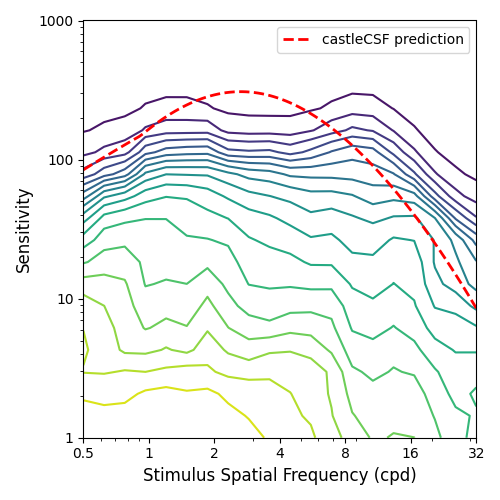 1000
castleCSF prediction
100
Sensitivity
10
1
0.5 1 2 4 8 16 32
Stimulus Spatial Frequency (cpd)